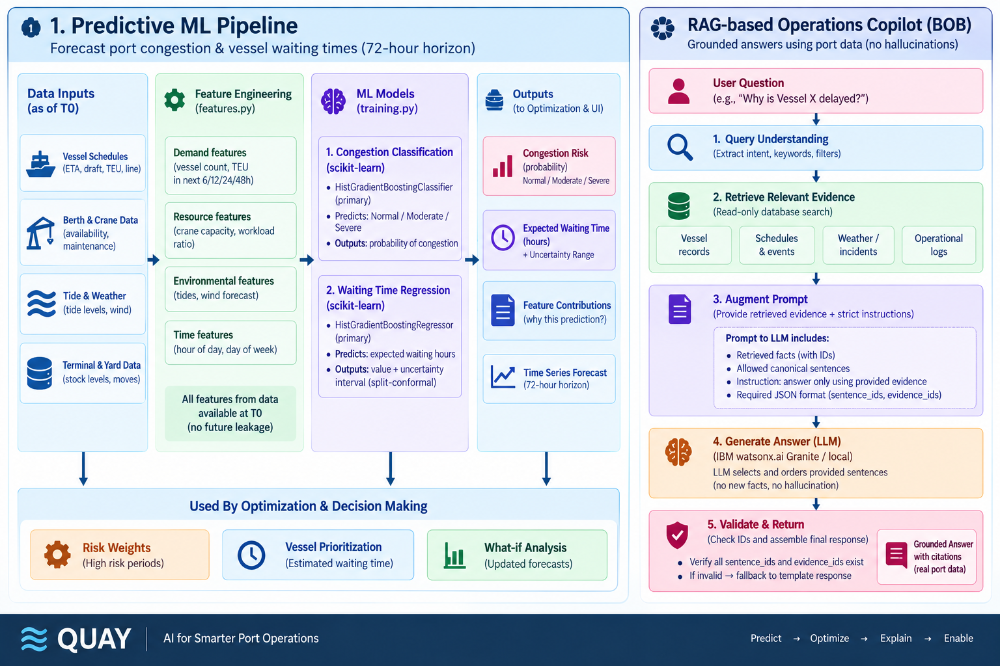 1
1. Predictive ML Pipeline
Forecast port congestion & vessel waiting times (72-hour horizon)
Data Inputs
(as of T0)
Vessel Schedules
(ETA, draft, TEU, line)
Berth & Crane Data
(availability,
maintenance)
Tide & Weather
(tide levels, wind)
Terminal & Yard Data
(stock levels, moves)
Feature Engineering
(features.py)
Demand features
(vessel count, TEU
in next 6/12/24/48h)
Resource features
(crane capacity, workload
ratio)
Environmental features
(tides, wind forecast)
Time features
(hour of day, day of week)
All features from data
available at T0
(no future leakage)
ML Models
(training.py)
1. Congestion Classification
(scikit-learn)
• HistGradientBoostingClassifier
(primary)
• Predicts: Normal / Moderate /
Severe
• Outputs: probability of congestion
2. Waiting Time Regression
(scikit-learn)
• HistGradientBoostingRegressor
(primary)
• Predicts: expected waiting hours
• Outputs: value + uncertainty
interval (split-conformal)
Outputs
(to Optimization & UI)
Congestion Risk
(probability)
Normal / Moderate / Severe
Expected Waiting Time
(hours)
+ Uncertainty Range
Feature Contributions
(why this prediction?)
Time Series Forecast
(72-hour horizon)
Used By Optimization & Decision Making
Risk Weights
(High risk periods)
Vessel Prioritization
(Estimated waiting time)
What-if Analysis
(Updated forecasts)
RAG-based Operations Copilot (BOB)
Grounded answers using port data (no hallucinations)
User Question
(e.g., “Why is Vessel X delayed?”)
1. Query Understanding
(Extract intent, keywords, filters)
2. Retrieve Relevant Evidence
(Read-only database search)
Vessel
records
Schedules
& events
Weather /
incidents
Operational
logs
3. Augment Prompt
(Provide retrieved evidence + strict instructions)
Prompt to LLM includes:
• Retrieved facts (with IDs)
• Allowed canonical sentences
• Instruction: answer only using provided evidence
• Required JSON format (sentence_ids, evidence_ids)
4. Generate Answer (LLM)
(IBM watsonx.ai Granite / local)
LLM selects and orders provided sentences
(no new facts, no hallucination)
5. Validate & Return
(Check IDs and assemble final response)
• Verify all sentence_ids and evidence_ids exist
• If invalid → fallback to template response
Grounded Answer
with citations
(real port data)
QUAY
AI for Smarter Port Operations
Predict → Optimize → Explain → Enable